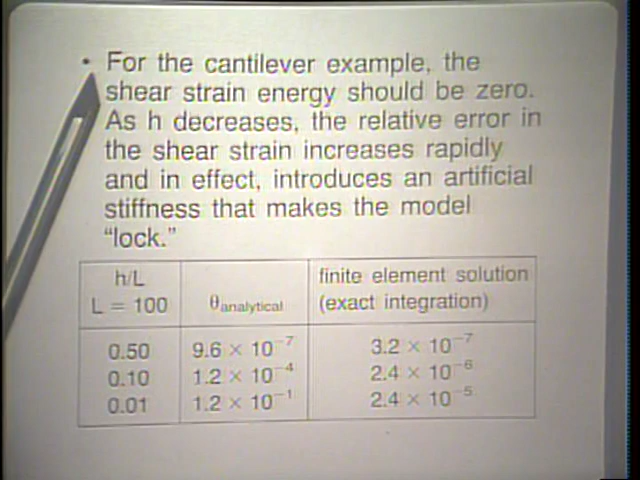 • For the cantilever example, the
shear strain energy should be zero.
As h decreases, the relative error in
the shear strain increases rapidly
and in effect, introduces an artificial
stiffness that makes the model
“lock.”
h/L
L = 100
θanalytical
finite element solution
(exact integration)
0.50 9.6 × 10⁻⁷ 3.2 × 10⁻⁷
0.10 1.2 × 10⁻⁴ 2.4 × 10⁻⁶
0.01 1.2 × 10⁻¹ 2.4 × 10⁻⁵